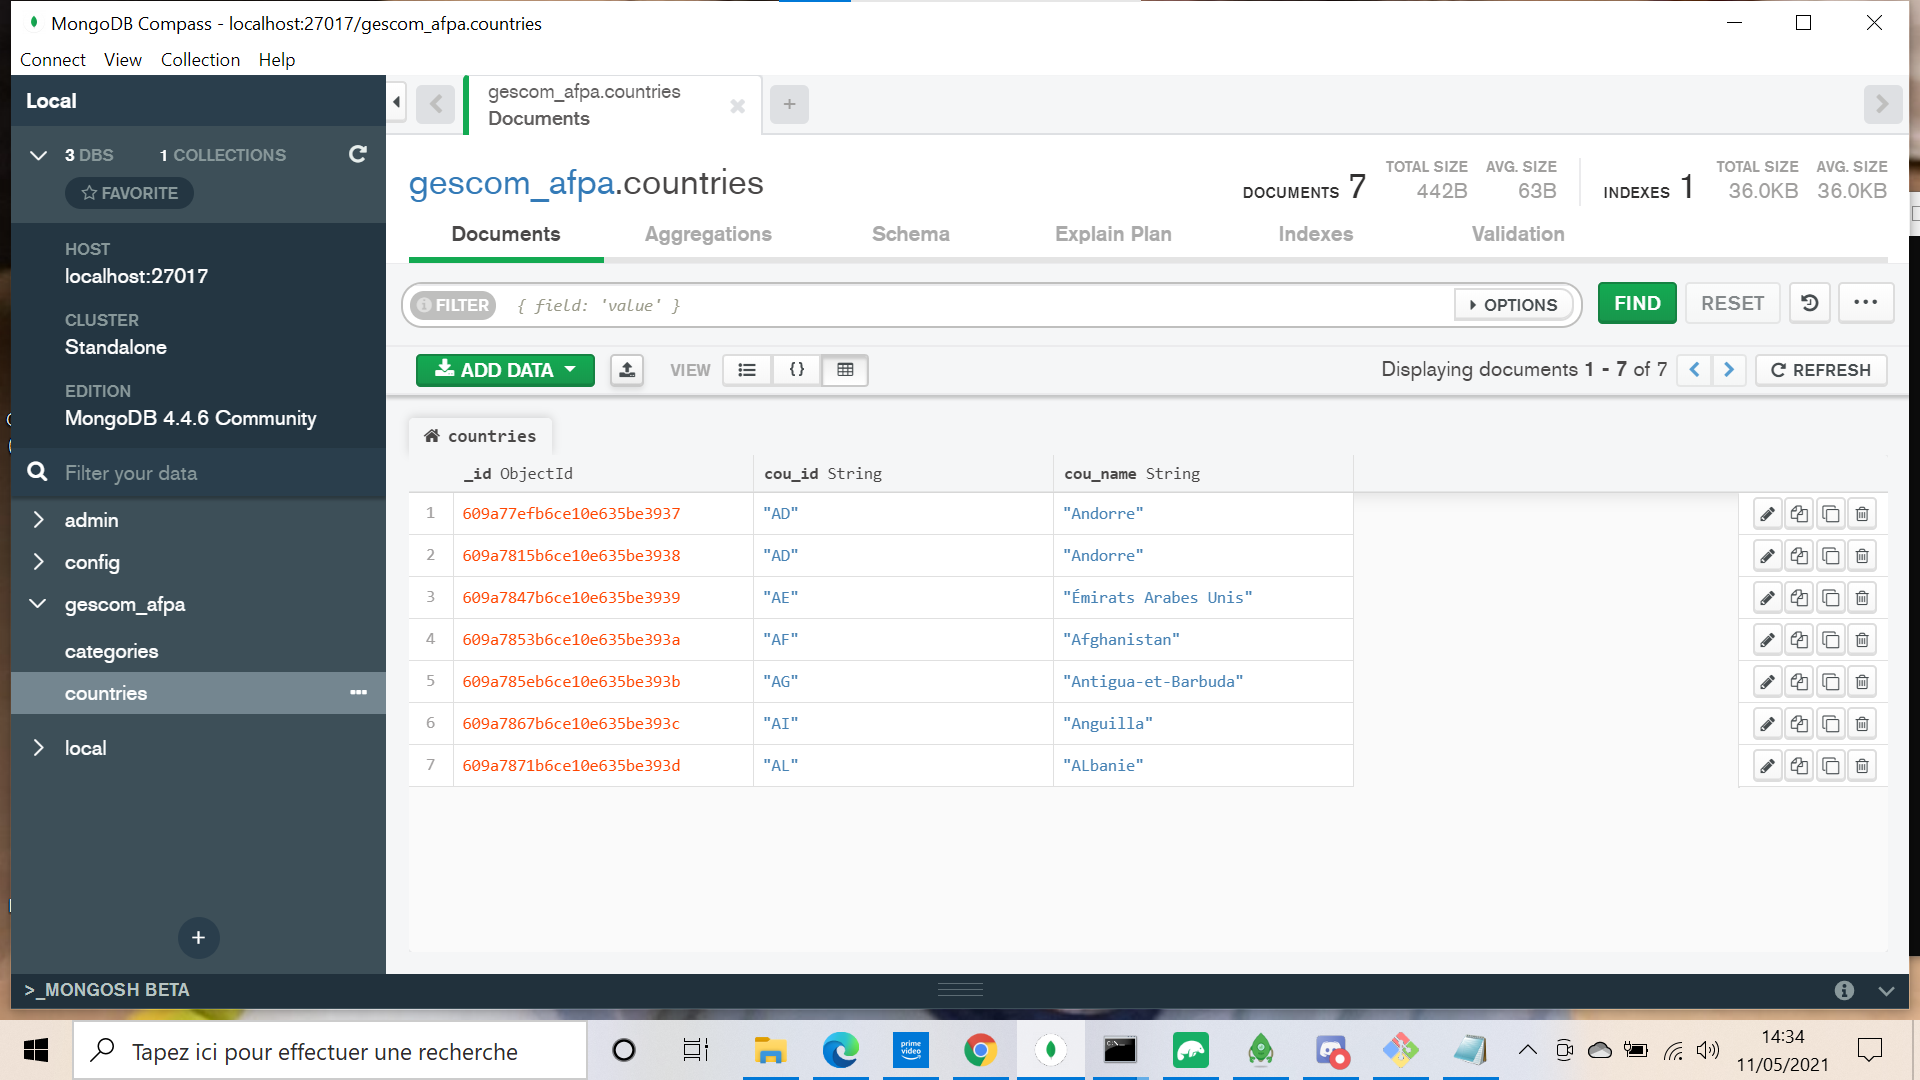 MongoDB Compass - localhost:27017/gescom_afpa.countries
Connect View Collection Help
Local
3 DBS 1 COLLECTIONS
FAVORITE
HOST
localhost:27017
CLUSTER
Standalone
EDITION
MongoDB 4.4.6 Community
Filter your data
admin
config
gescom_afpa
categories
countries
local
gescom_afpa.countries
Documents
gescom_afpa.countries
DOCUMENTS 7 TOTAL SIZE 442B AVG. SIZE 63B INDEXES 1 TOTAL SIZE 36.0KB AVG. SIZE 36.0KB
Documents Aggregations Schema Explain Plan Indexes Validation
FILTER { field: 'value' } OPTIONS FIND RESET
ADD DATA VIEW Displaying documents 1 - 7 of 7 REFRESH
countries
_id ObjectId cou_id String cou_name String
1 609a77efb6ce10e635be3937 "AD" "Andorre"
2 609a7815b6ce10e635be3938 "AD" "Andorre"
3 609a7847b6ce10e635be3939 "AE" "Émirats Arabes Unis"
4 609a7853b6ce10e635be393a "AF" "Afghanistan"
5 609a785eb6ce10e635be393b "AG" "Antigua-et-Barbuda"
6 609a7867b6ce10e635be393c "AI" "Anguilla"
7 609a7871b6ce10e635be393d "AL" "ALbanie"
>_MONGOSH BETA
Tapez ici pour effectuer une recherche
prime video
14:34
11/05/2021